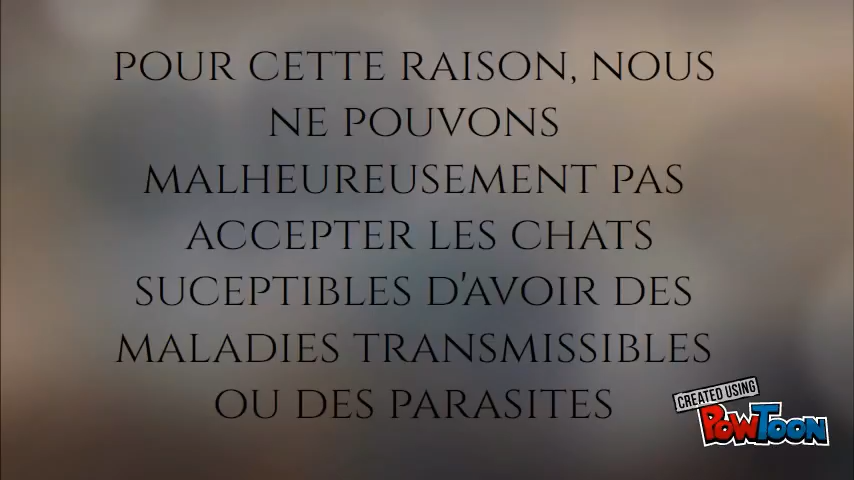 POUR CETTE RAISON, NOUS
NE POUVONS
MALHEUREUSEMENT PAS
ACCEPTER LES CHATS
SUCEPTIBLES D'AVOIR DES
MALADIES TRANSMISSIBLES
OU DES PARASITES
CREATED USING
POWTOON